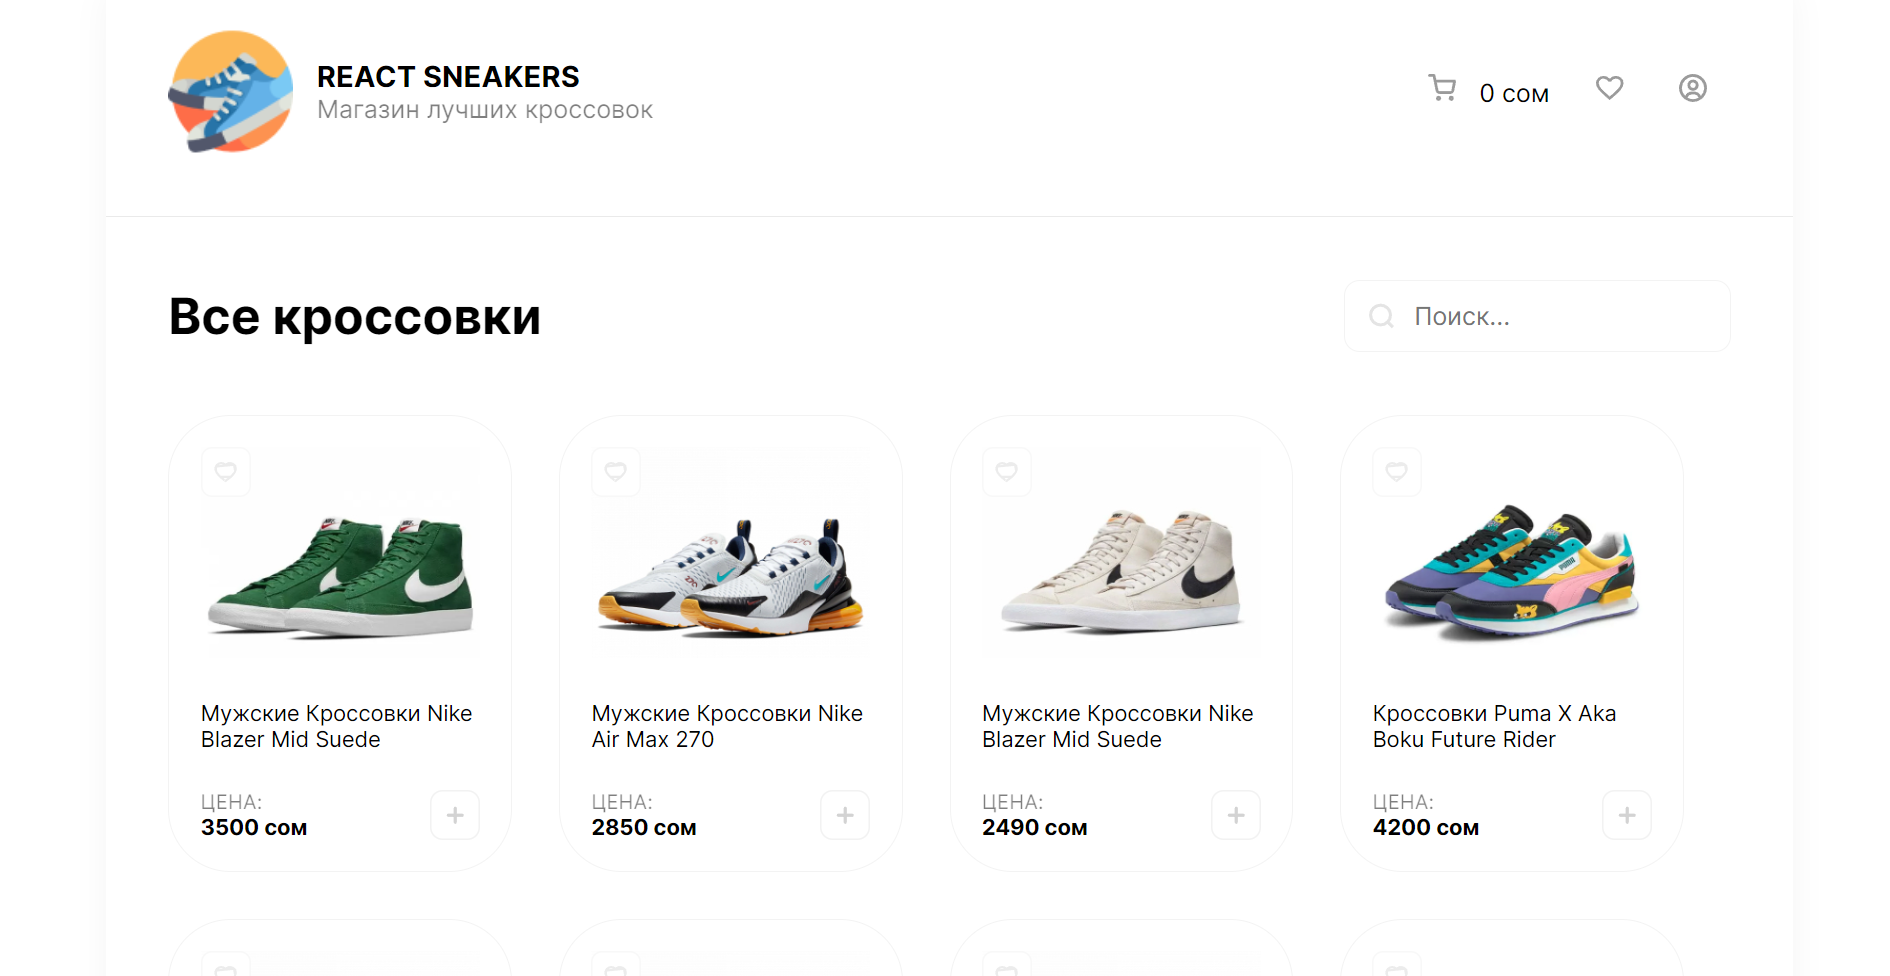 REACT SNEAKERS
Магазин лучших кроссовок
0 сом
Все кроссовки
Поиск...
Мужские Кроссовки Nike
Blazer Mid Suede
ЦЕНА:
3500 сом
Мужские Кроссовки Nike
Air Max 270
ЦЕНА:
2850 сом
Мужские Кроссовки Nike
Blazer Mid Suede
ЦЕНА:
2490 сом
Кроссовки Puma X Aka
Boku Future Rider
ЦЕНА:
4200 сом